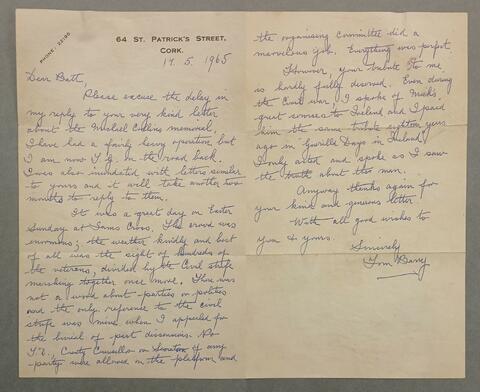 PHONE: 22190
64 ST. PATRICK'S STREET,
CORK.
17. 5. 1965
Dear Batt,
Please excuse the delay in
my reply to your very kind letter
about the Michael Collins memorial,
I have had a fairly heavy operation but
I am now T.G. on the road back.
I was also inundated with letters similar
to yours and it will take another two
months to reply to them.
It was a great day on Easter
Sunday at Sams Cross. The crowd was
enormous; the weather kindly and best
of all was the sight of hundreds of
the veterans, divided by the Civil strife
marching together once more. There was
not a word about parties or politics
and the only reference to the civil
strife was mine when I appealed for
the burial of past dissensions. No
T.D., County Councillor or Secretary of any
party were allowed on the platform and
the organising committee did a
marvelous job. Everything was perfect.
However, your tribute to me
is hardly fully deserved. Even during
the Civil War, I spoke of Mick's
great services to Ireland and I paid
him the same tribute eighteen years
ago in Guerilla Days in Ireland.
I only acted and spoke as I saw
the truth about this man.
Anyway thanks again for
your kind and generous letter.
With all good wishes to
you & yours.
Sincerely
Tom Barry